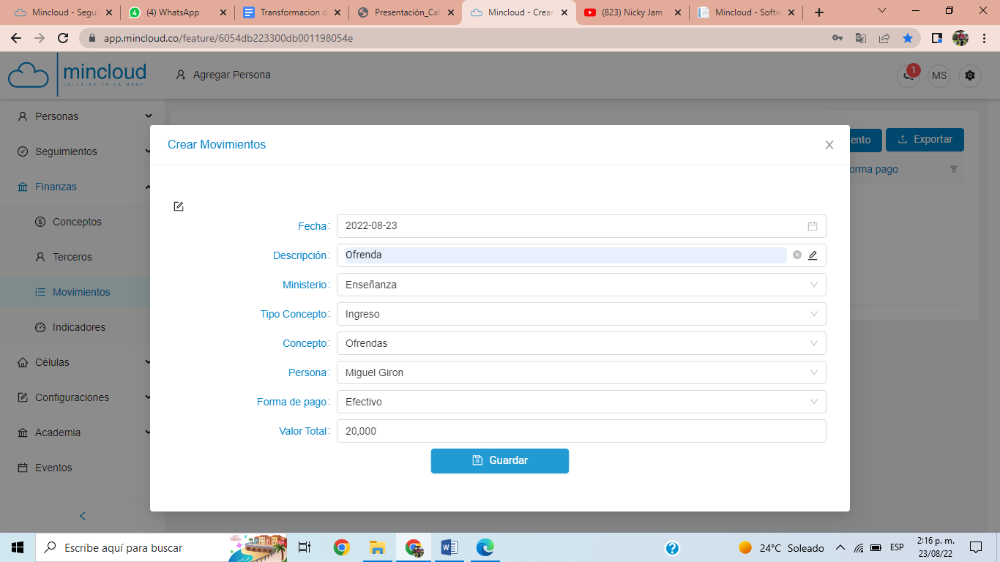 Mincloud - Segui
(4) WhatsApp
Transformacion d
Presentación_Cal
Mincloud - Crear
(823) Nicky Jam -
Mincloud - Softw
app.mincloud.co/feature/6054db223300db001198054e
mincloud
IGLESIAS EN LA NUBE
Agregar Persona
1
MS
Personas
Seguimientos
Finanzas
Conceptos
Terceros
Movimientos
Indicadores
Células
Configuraciones
Academia
Eventos
ento
Exportar
orma pago
Crear Movimientos
Fecha:
2022-08-23
Descripción:
Ofrenda
Ministerio:
Enseñanza
Tipo Concepto:
Ingreso
Concepto:
Ofrendas
Persona:
Miguel Giron
Forma de pago:
Efectivo
Valor Total:
20,000
Guardar
Escribe aquí para buscar
24°C Soleado
ESP
2:16 p. m.
23/08/22